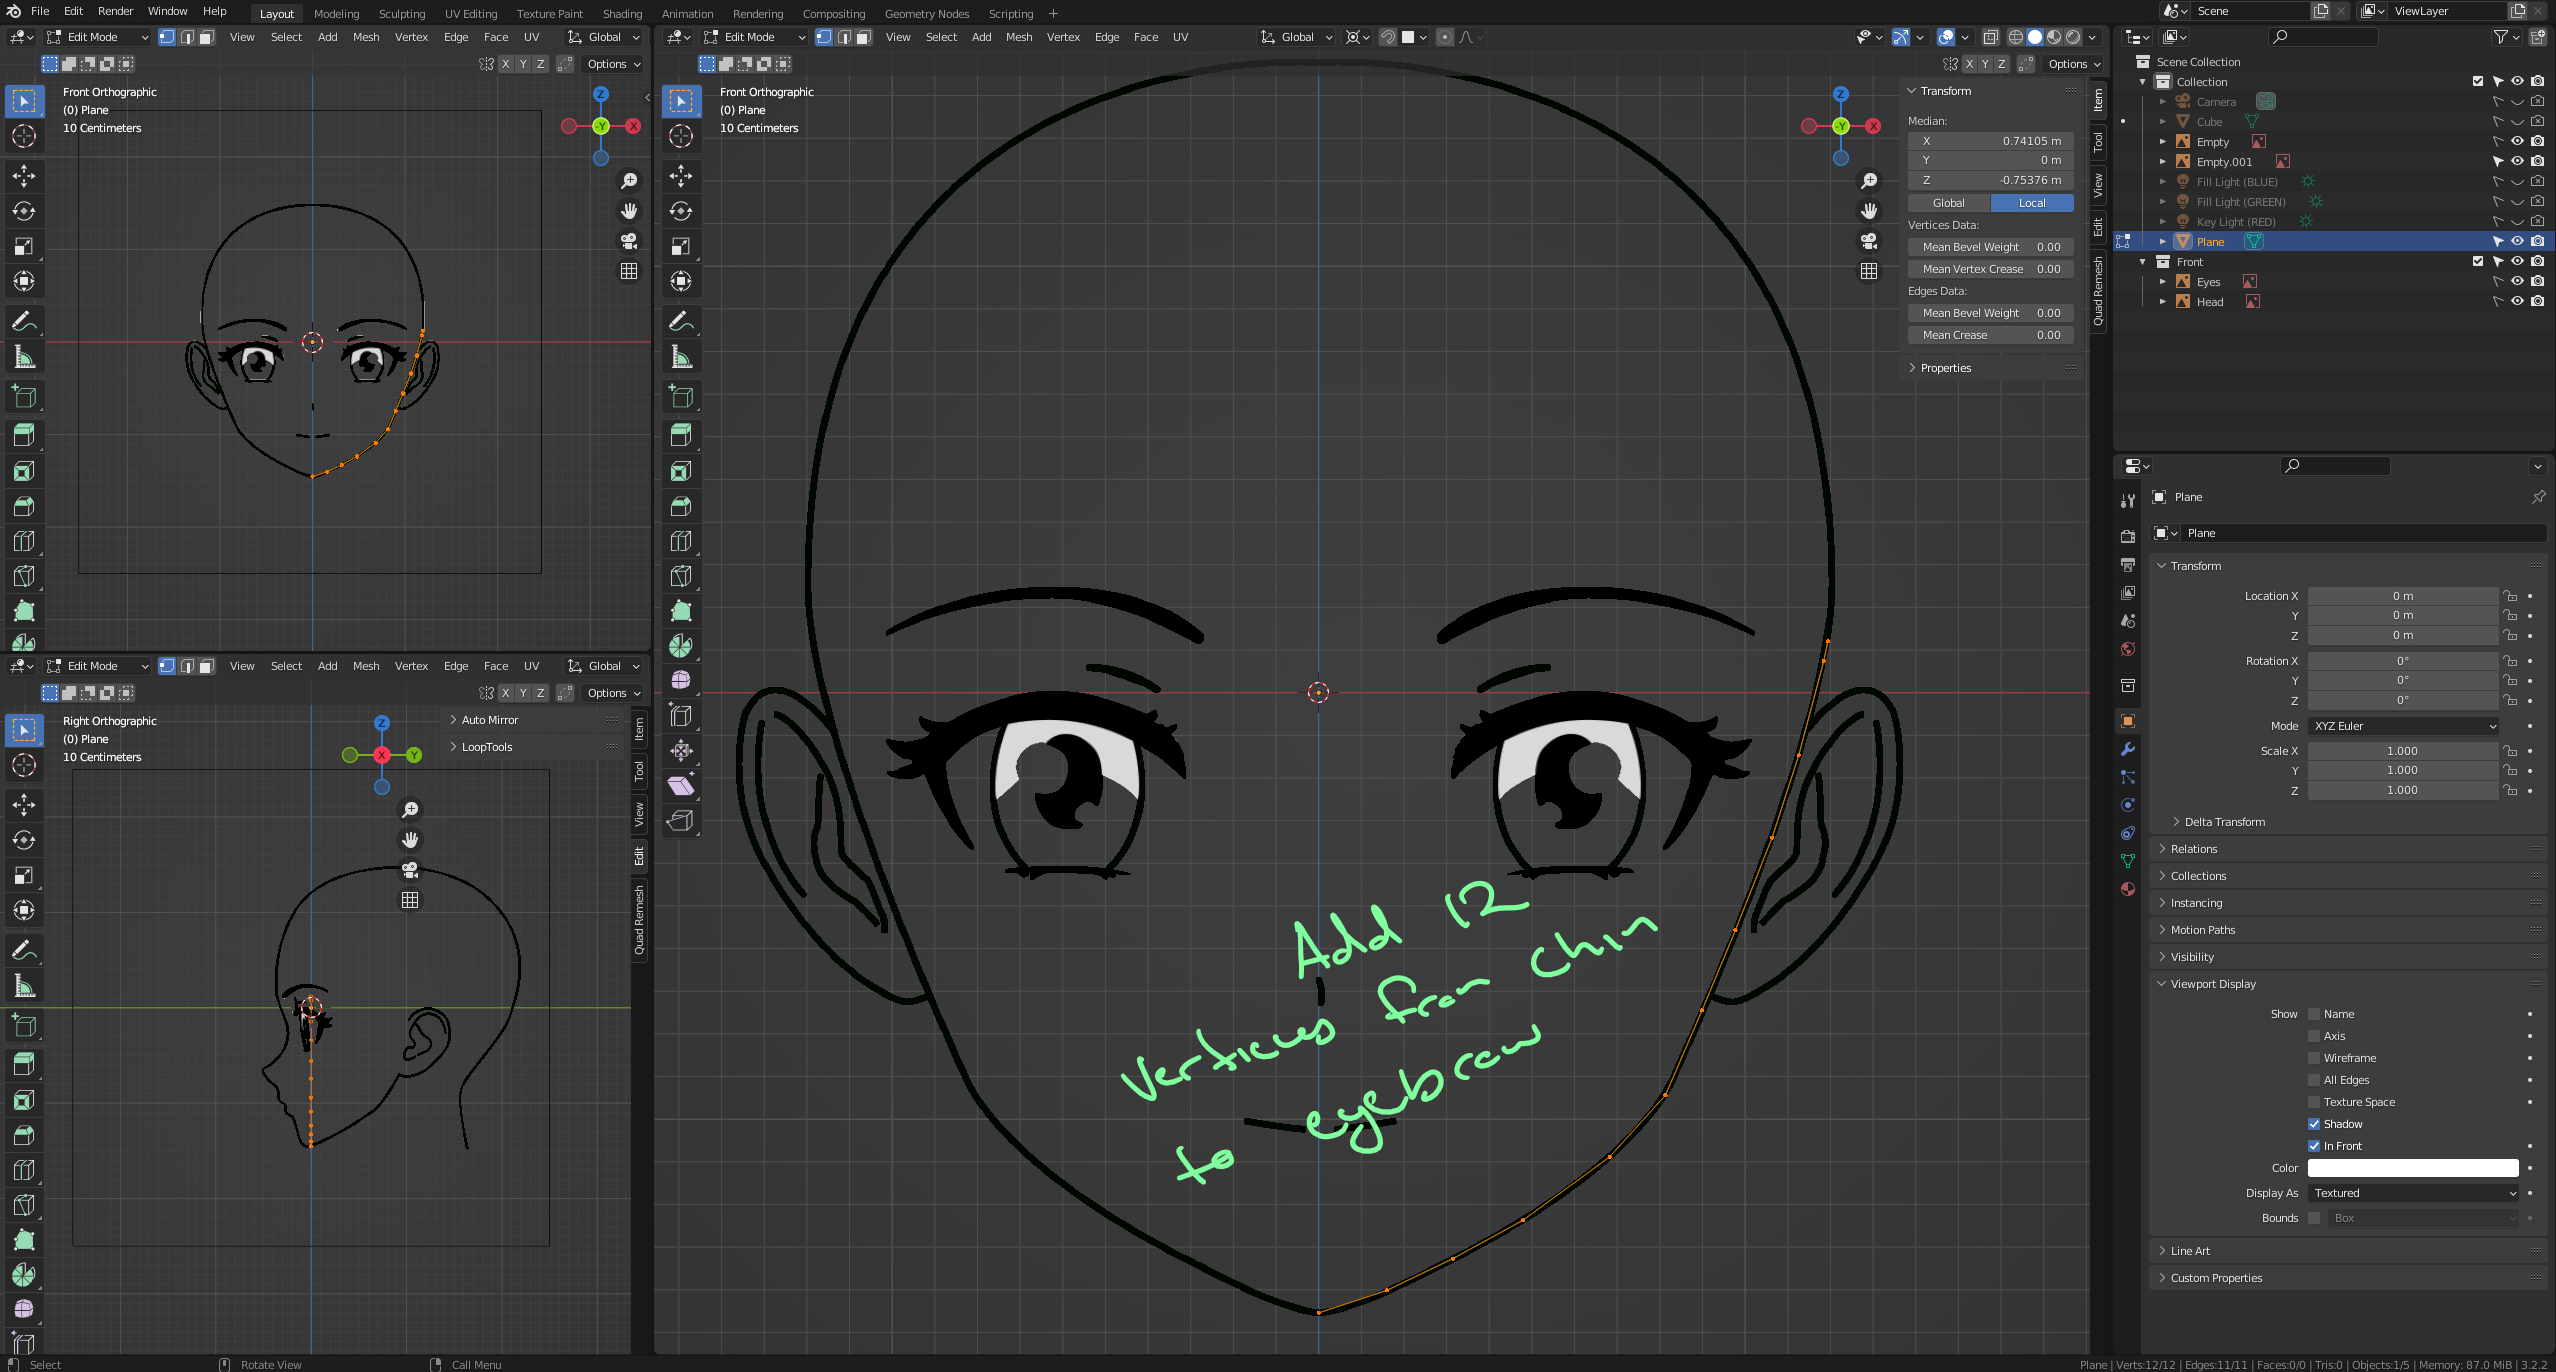 File Edit Render Window Help Layout Modeling Sculpting UV Editing Texture Paint Shading Animation Rendering Compositing Geometry Nodes Scripting + Scene ViewLayer
Edit Mode View Select Add Mesh Vertex Edge Face UV Global
Options
X Y Z
Front Orthographic
(0) Plane
10 Centimeters
Z
-Y
X
Edit Mode View Select Add Mesh Vertex Edge Face UV Global
X Y Z Options
Right Orthographic
(0) Plane
10 Centimeters
Z
X
Y
Auto Mirror
LoopTools
Item
Tool
View
Edit
Quad Remesh
Edit Mode View Select Add Mesh Vertex Edge Face UV Global
X Y Z Options
Front Orthographic
(0) Plane
10 Centimeters
Z
-Y
X
Transform
Median:
X 0.74105 m
Y 0 m
Z -0.75376 m
Global Local
Vertices Data:
Mean Bevel Weight 0.00
Mean Vertex Crease 0.00
Edges Data:
Mean Bevel Weight 0.00
Mean Crease 0.00
Properties
Item
Tool
View
Edit
Quad Remesh
Add 12
Verticies from chin
to eyebrow
Scene Collection
Collection
Camera
Cube
Empty
Empty.001
Fill Light (BLUE)
Fill Light (GREEN)
Key Light (RED)
Plane
Front
Eyes
Head
Plane
Plane
Transform
Location X 0 m
Y 0 m
Z 0 m
Rotation X 0°
Y 0°
Z 0°
Mode XYZ Euler
Scale X 1.000
Y 1.000
Z 1.000
Delta Transform
Relations
Collections
Instancing
Motion Paths
Visibility
Viewport Display
Show Name
Axis
Wireframe
All Edges
Texture Space
Shadow
In Front
Color
Display As Textured
Bounds Box
Line Art
Custom Properties
Select Rotate View Call Menu Plane | Verts:12/12 | Edges:11/11 | Faces:0/0 | Tris:0 | Objects:1/5 | Memory: 87.0 MiB | 3.2.2